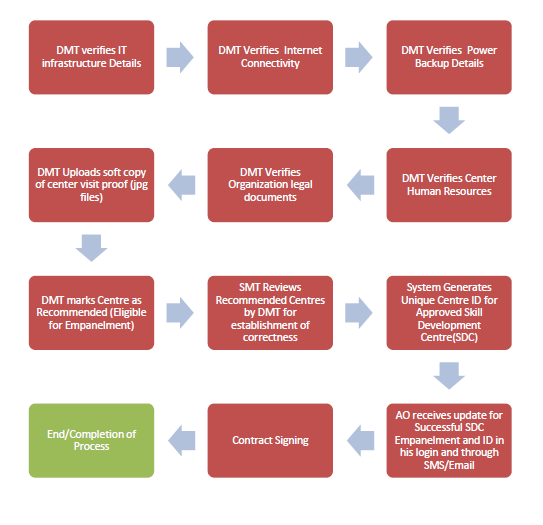 DMT verifies IT
infrastructure Details
DMT Verifies Internet
Connectivity
DMT Verifies Power
Backup Details
DMT Verifies Center
Human Resources
DMT Verifies
Organization legal
documents
DMT Uploads soft copy
of center visit proof (jpg
files)
DMT marks Centre as
Recommended (Eligible
for Empanelment)
SMT Reviews
Recommended Centres
by DMT for
establishment of
correctness
System Generates
Unique Centre ID for
Approved Skill
Development
Centre(SDC)
AO receives update for
Successful SDC
Empanelment and ID in
his login and through
SMS/Email
Contract Signing
End/Completion of
Process